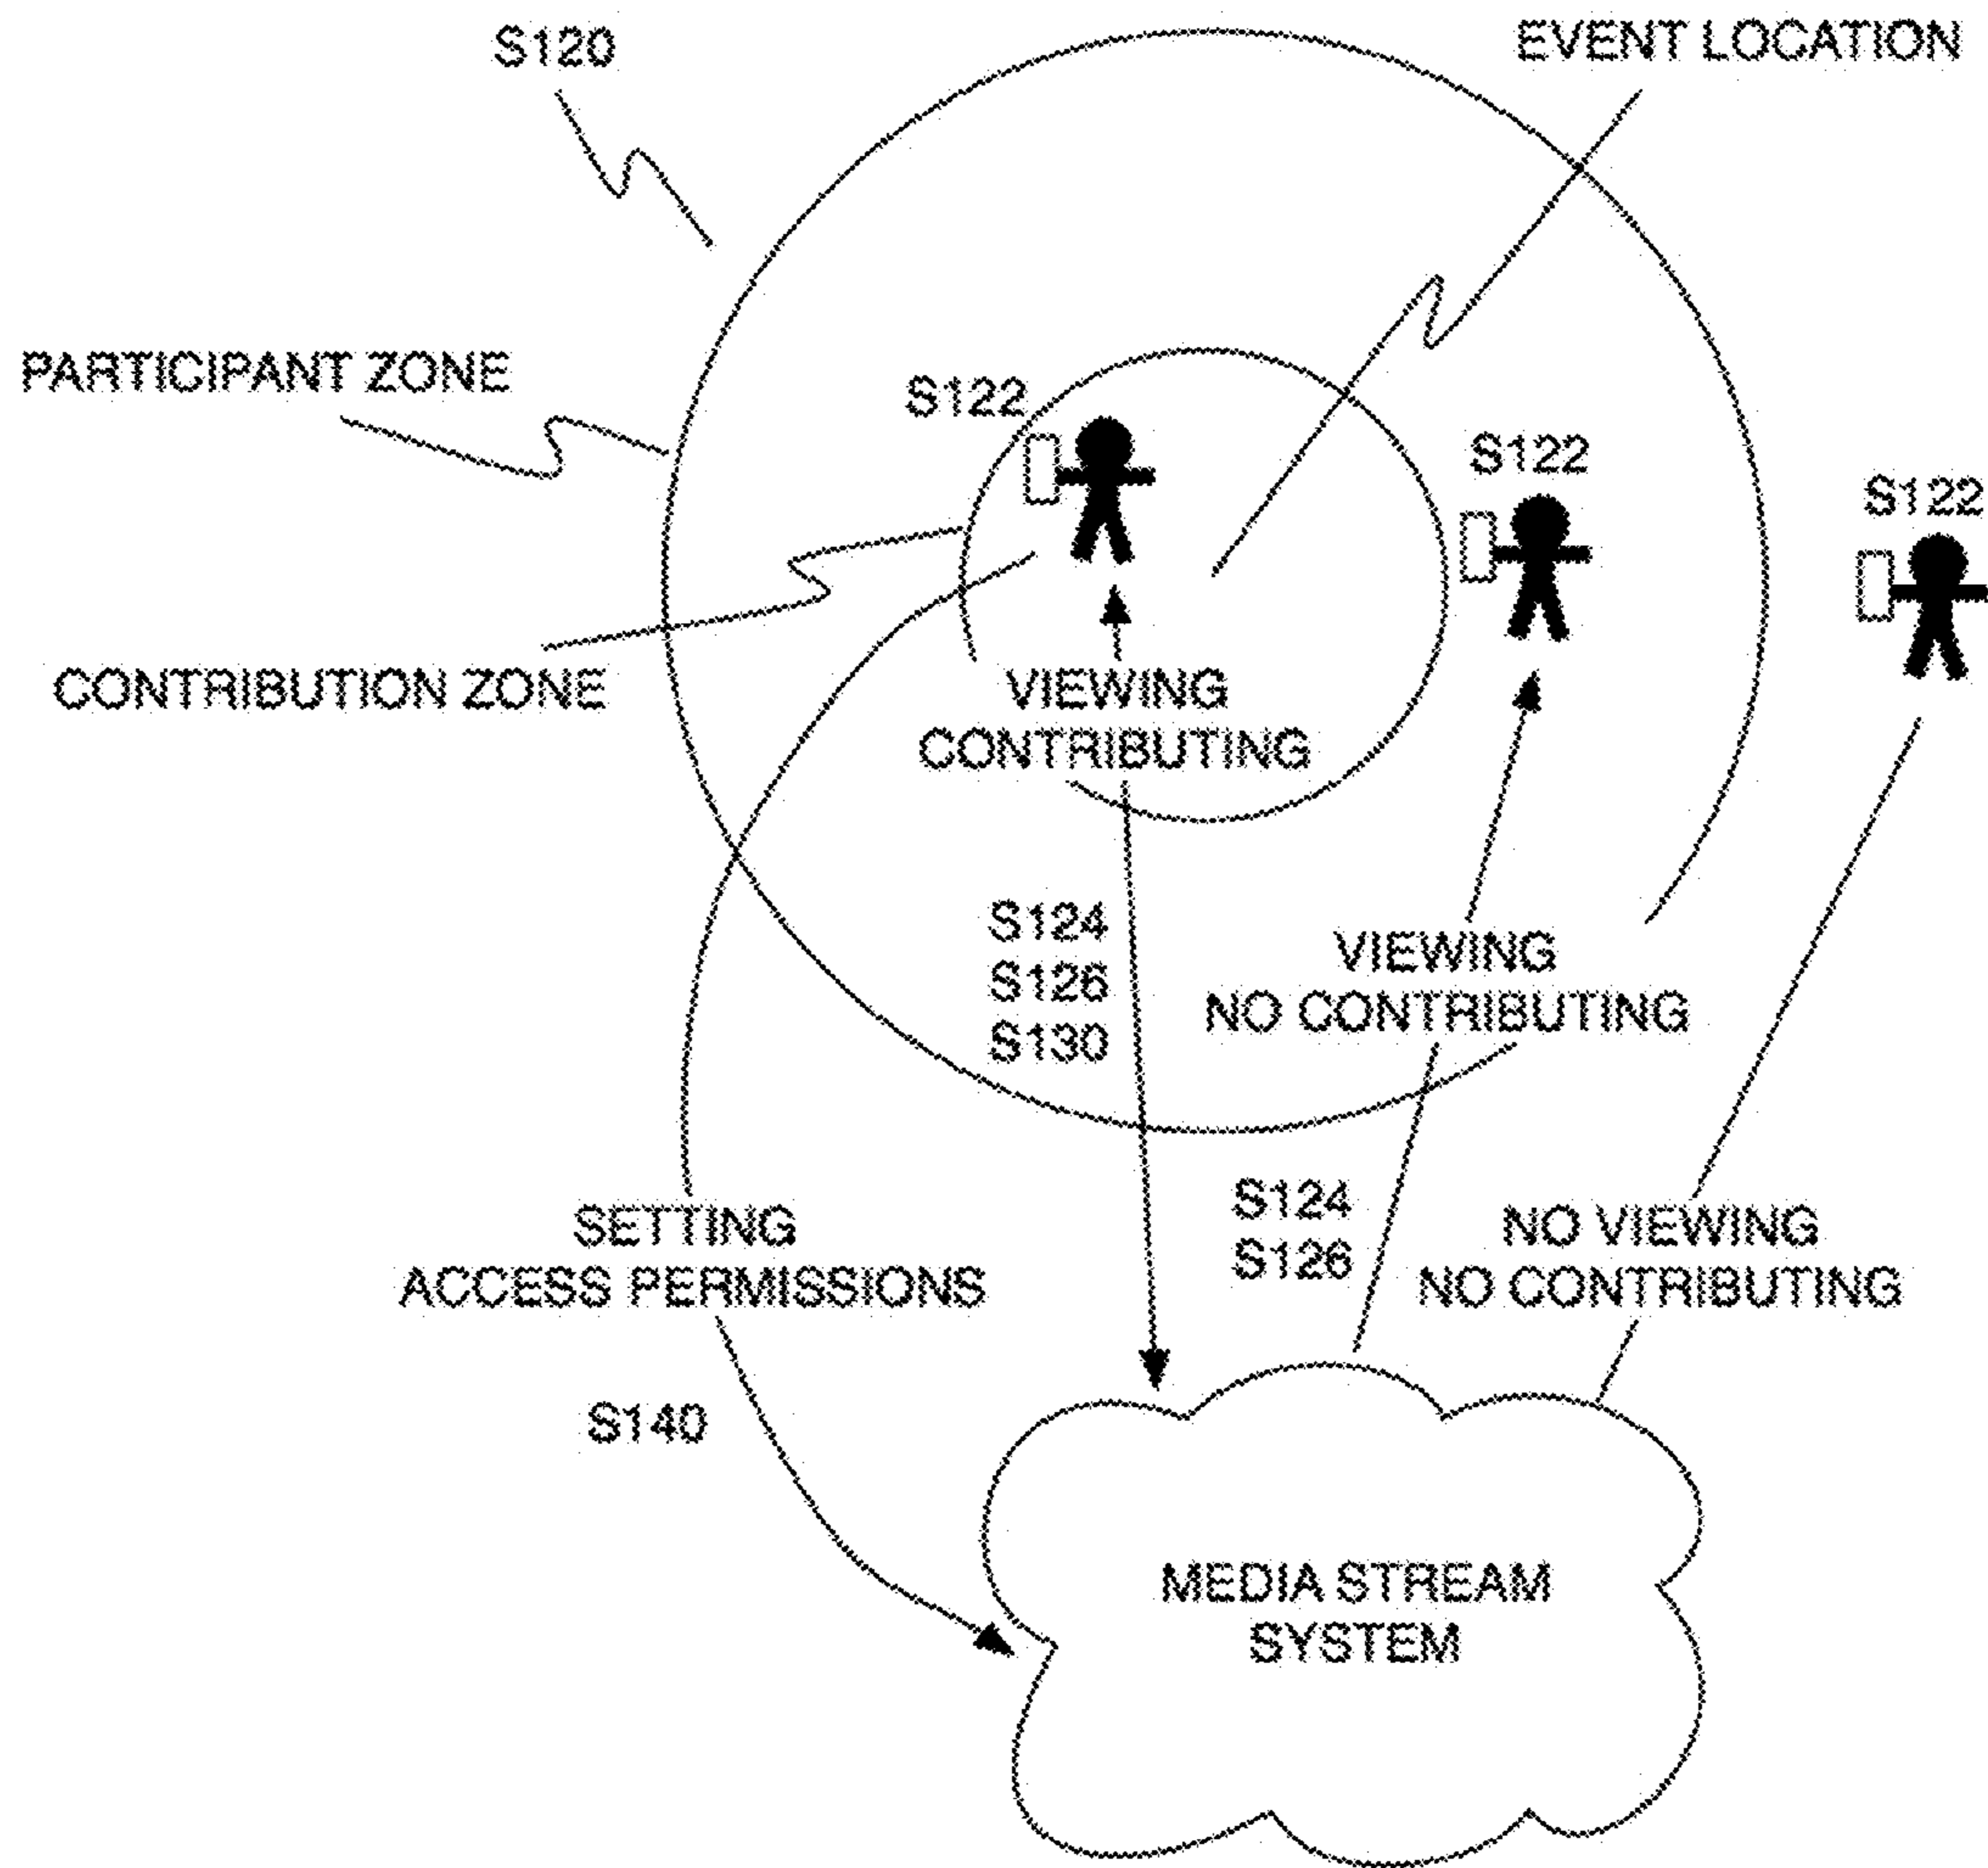 S120
EVENT LOCATION
PARTICIPANT ZONE
S122
S122
S122
CONTRIBUTION ZONE
VIEWING
CONTRIBUTING
S124
S126
S130
VIEWING
NO CONTRIBUTING
S124
S126
SETTING
ACCESS PERMISSIONS
NO VIEWING
NO CONTRIBUTING
S140
MEDIA STREAM
SYSTEM